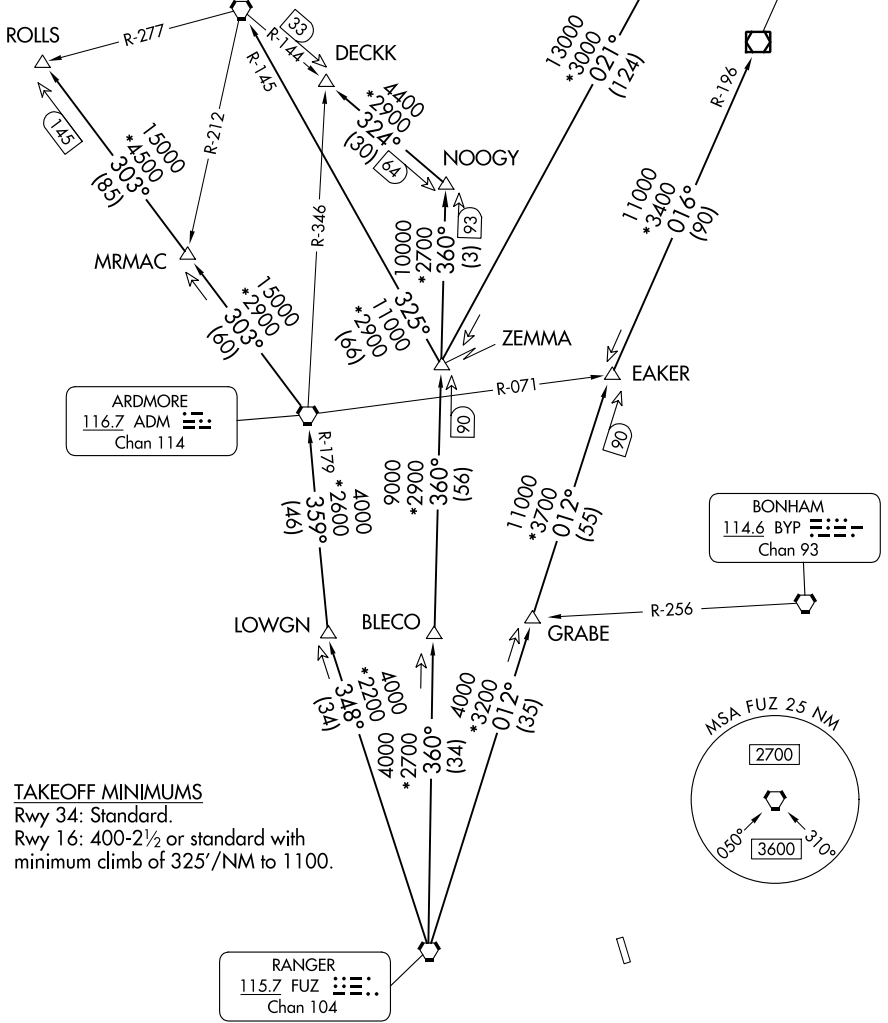 ROLLS
R-277
33
R-144
DECKK
R-145
R-212
145
15000
*4500
303°
(85)
4400
*2900
324°
(30)
64
NOOGY
93
13000
*3000
021°
(124)
R-196
11000
*3400
016°
(90)
MRMAC
R-346
15000
*2900
303°
(60)
10000
*2700
360°
(3)
325°
11000
*2900
(66)
ZEMMA
EAKER
R-071
90
90
ARDMORE
116.7 ADM
Chan 114
R-179
4000
*2600
359°
(46)
9000
*2900
360°
(56)
11000
*3700
012°
(55)
BONHAM
114.6 BYP
Chan 93
R-256
LOWGN
BLECO
GRABE
4000
*2200
348°
(34)
4000
*2700
360°
(34)
4000
*3200
012°
(35)
MSA FUZ 25 NM
2700
050°
3600
310°
TAKEOFF MINIMUMS
Rwy 34: Standard.
Rwy 16: 400-2½ or standard with
minimum climb of 325'/NM to 1100.
RANGER
115.7 FUZ
Chan 104